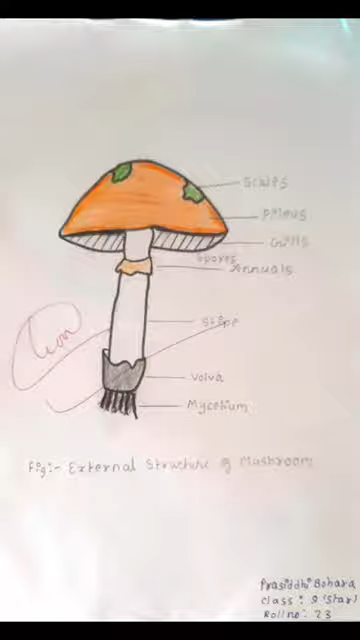 Scales
Pileus
Gills
Spores
Annuals
Stipe
Volva
Mycelium
Fig:- External Structure of Mushroom
Prasiddhi Bohara
Class: 9 'Star'
Roll no: 23